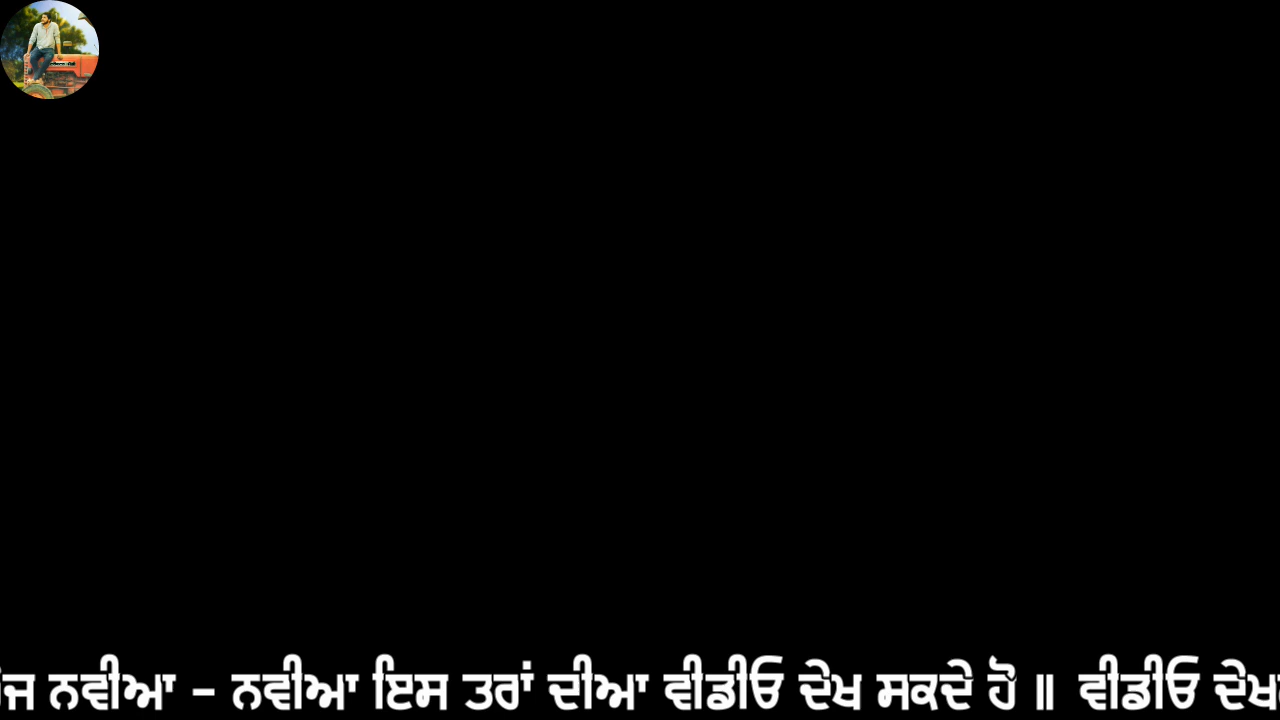 ਨਵੀਆ - ਨਵੀਆ ਇਸ ਤਰਾਂ ਦੀਆ ਵੀਡੀਓ ਦੇਖ ਸਕਦੇ ਹੋ ॥ ਵੀਡੀਓ